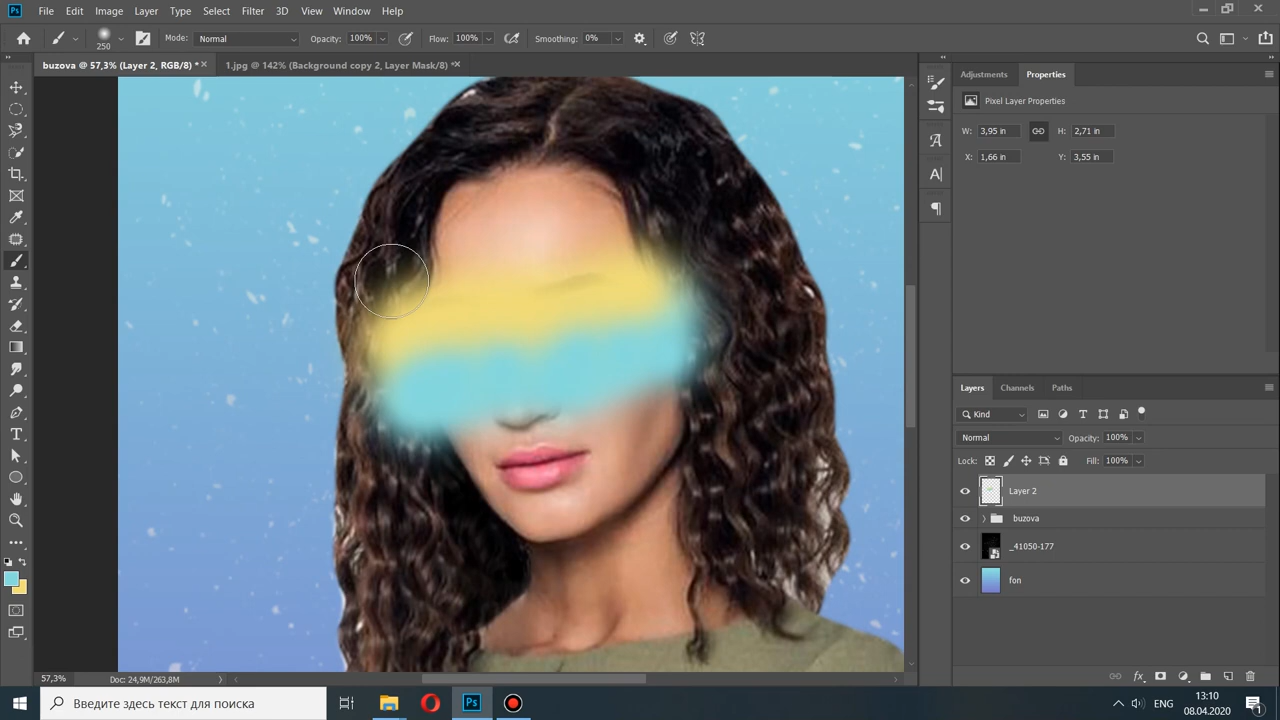 Ps File Edit Image Layer Type Select Filter 3D View Window Help
250 Mode: Normal Opacity: 100% Flow: 100% Smoothing: 0%
buzova @ 57,3% (Layer 2, RGB/8) * × 1.jpg @ 142% (Background copy 2, Layer Mask/8) * ×
Adjustments Properties
Pixel Layer Properties
W: 3,95 in H: 2,71 in
X: 1,66 in Y: 3,55 in
Layers Channels Paths
Kind
Normal Opacity: 100%
Lock: Fill: 100%
Layer 2
buzova
_41050-177
fon
57,3% Doc: 24,9M/263,8M
Введите здесь текст для поиска
Ps
ENG
13:10
08.04.2020
1